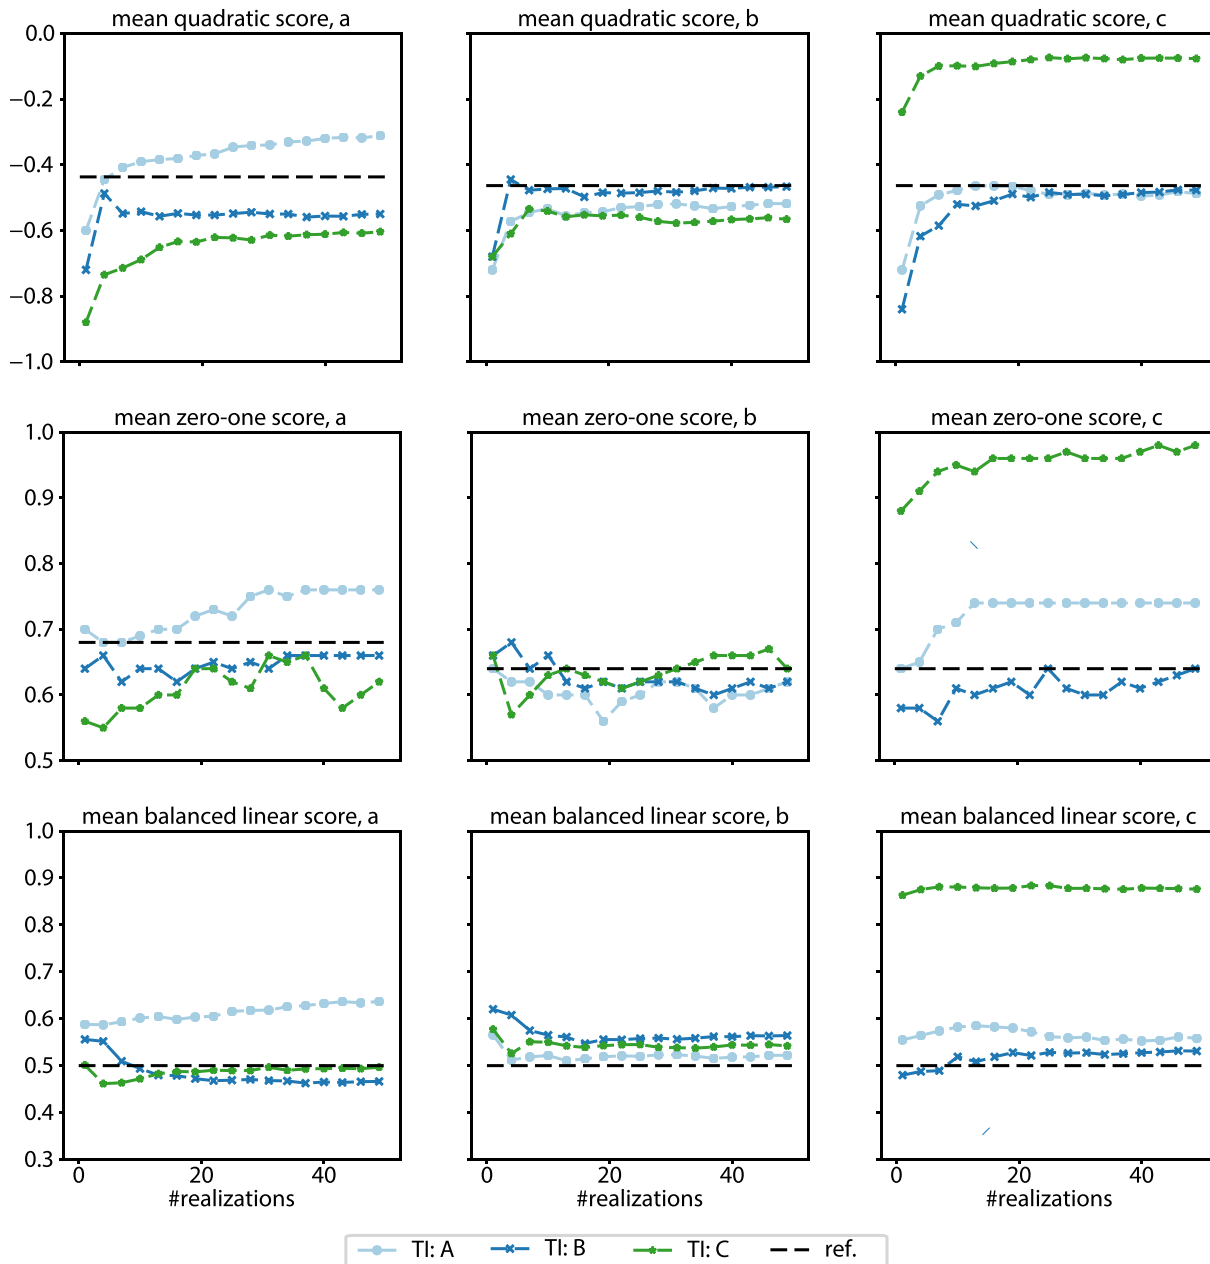 mean quadratic score, a
mean quadratic score, b
mean quadratic score, c
0.0
−0.2
−0.4
−0.6
−0.8
−1.0
mean zero-one score, a
mean zero-one score, b
mean zero-one score, c
1.0
0.9
0.8
0.7
0.6
0.5
mean balanced linear score, a
mean balanced linear score, b
mean balanced linear score, c
1.0
0.9
0.8
0.7
0.6
0.5
0.4
0.3
0 20 40
0 20 40
0 20 40
#realizations
#realizations
#realizations
TI: A TI: B TI: C ref.